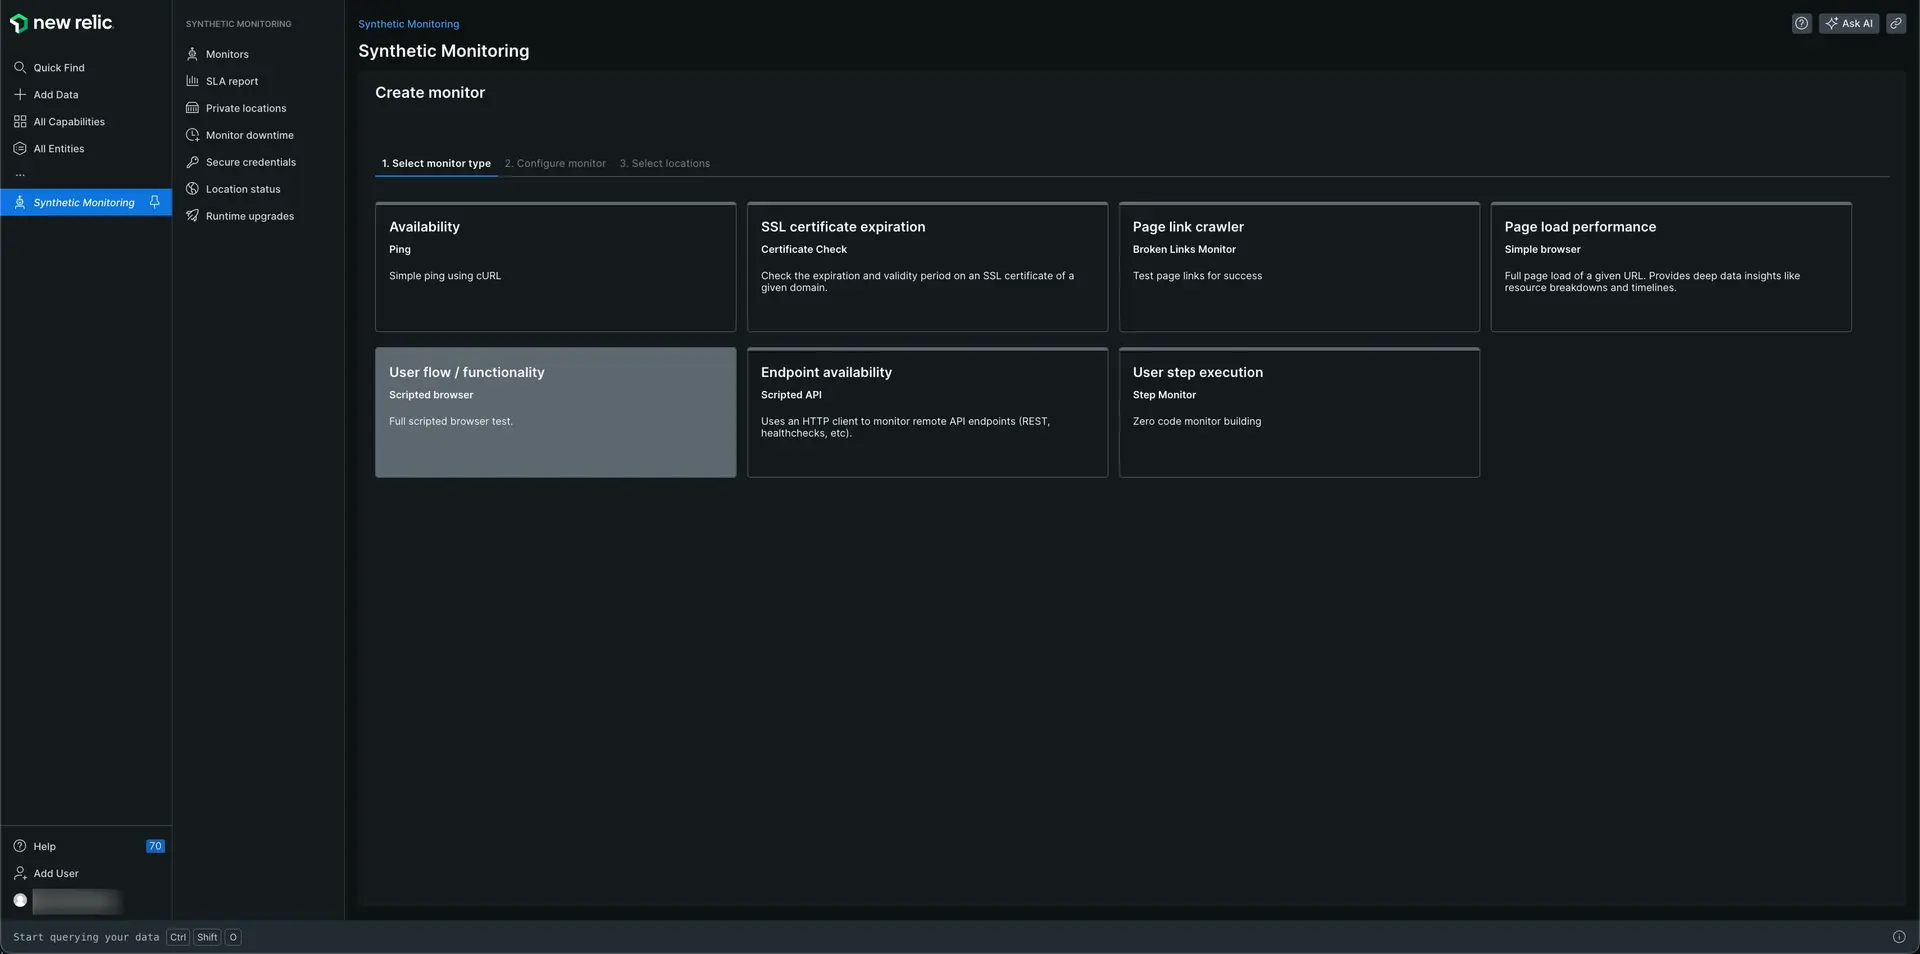 new relic
Quick Find
Add Data
All Capabilities
All Entities
...
Synthetic Monitoring
Help 70
Add User
SYNTHETIC MONITORING
Monitors
SLA report
Private locations
Monitor downtime
Secure credentials
Location status
Runtime upgrades
Synthetic Monitoring
Ask AI
Synthetic Monitoring
Create monitor
1. Select monitor type 2. Configure monitor 3. Select locations
Availability
Ping
Simple ping using cURL
SSL certificate expiration
Certificate Check
Check the expiration and validity period on an SSL certificate of a
given domain.
Page link crawler
Broken Links Monitor
Test page links for success
Page load performance
Simple browser
Full page load of a given URL. Provides deep data insights like
resource breakdowns and timelines.
User flow / functionality
Scripted browser
Full scripted browser test.
Endpoint availability
Scripted API
Uses an HTTP client to monitor remote API endpoints (REST,
healthchecks, etc).
User step execution
Step Monitor
Zero code monitor building
Start querying your data Ctrl Shift O